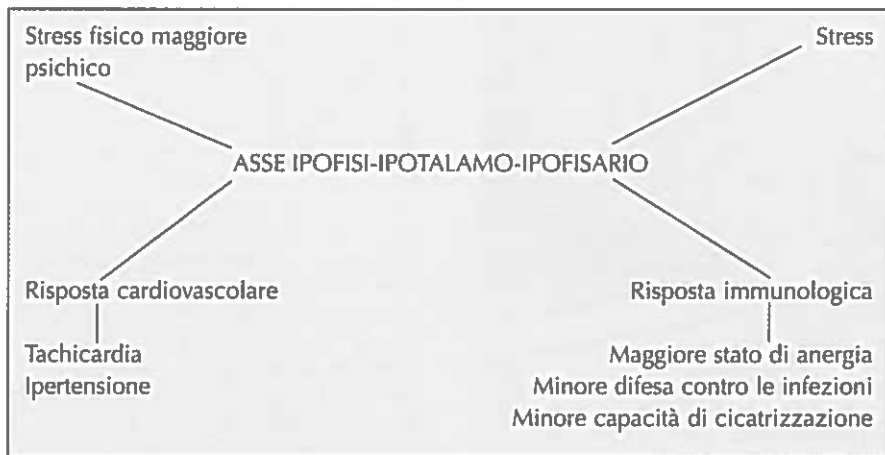 Stress fisico maggiore
psichico
Stress
ASSE IPOFISI-IPOTALAMO-IPOFISARIO
Risposta cardiovascolare
Risposta immunologica
Tachicardia
Ipertensione
Maggiore stato di anergia
Minore difesa contro le infezioni
Minore capacità di cicatrizzazione